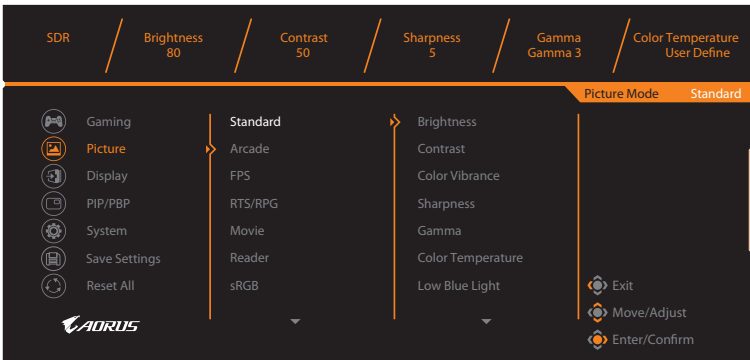 SDR
Brightness
80
Contrast
50
Sharpness
5
Gamma
Gamma 3
Color Temperature
User Define
Picture Mode Standard
Gaming
Picture
Display
PIP/PBP
System
Save Settings
Reset All
Standard
Arcade
FPS
RTS/RPG
Movie
Reader
sRGB
Brightness
Contrast
Color Vibrance
Sharpness
Gamma
Color Temperature
Low Blue Light
Exit
Move/Adjust
Enter/Confirm
AORUS